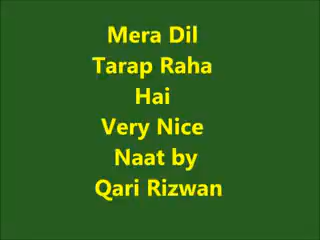 Mera Dil
Tarap Raha
Hai
Very Nice
Naat by
Qari Rizwan